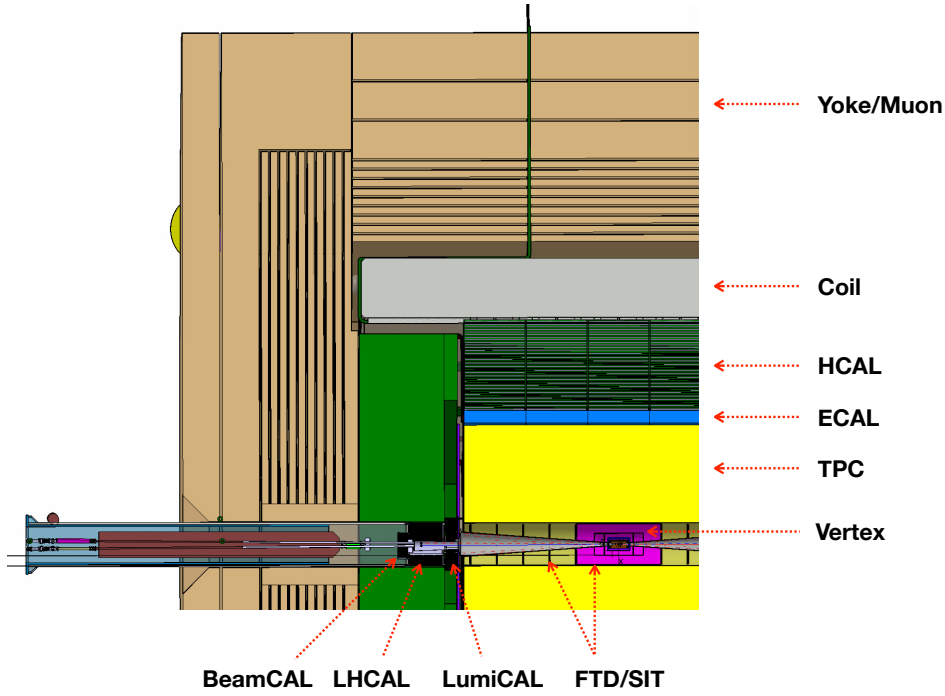 Yoke/Muon
Coil
HCAL
ECAL
TPC
Vertex
BeamCAL LHCAL LumiCAL FTD/SIT